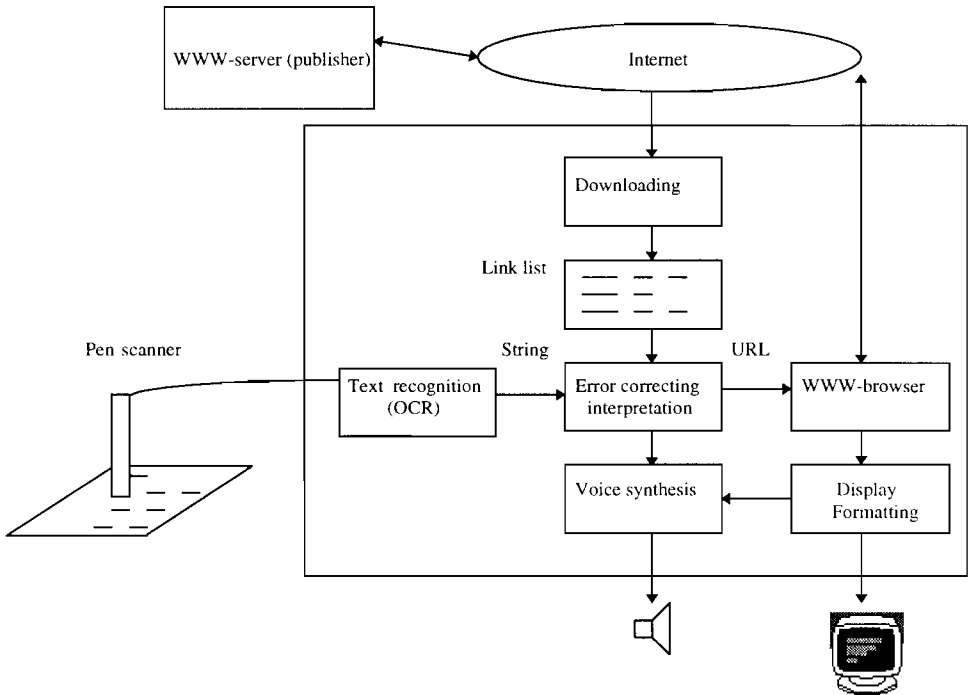 WWW-server (publisher)
Internet
Downloading
Link list
Pen scanner
String
URL
Text recognition
(OCR)
Error correcting
interpretation
WWW-browser
Voice synthesis
Display
Formatting